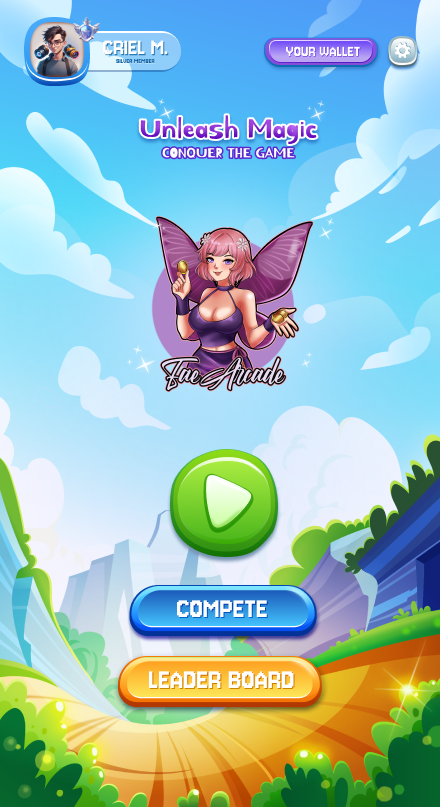 CRIEL M.
SILVER MEMBER
YOUR WALLET
Unleash Magic
CONQUER THE GAME
Fae Arcade
COMPETE
LEADER BOARD